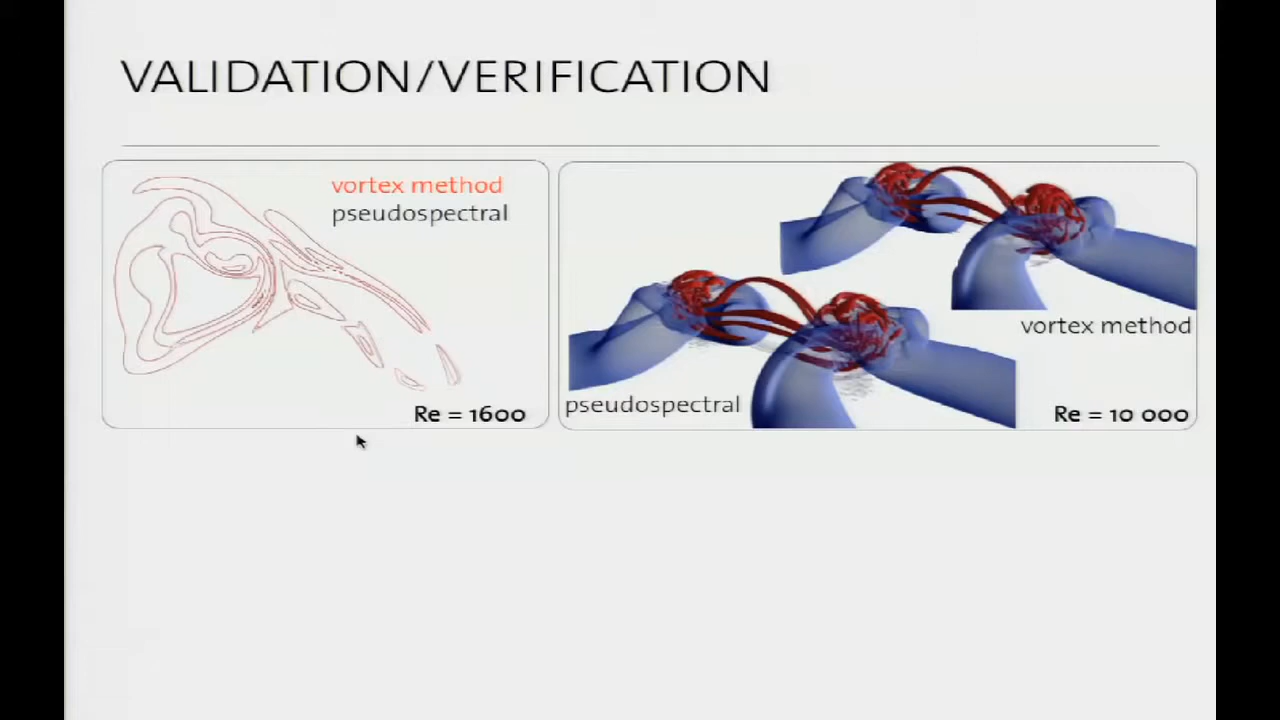 VALIDATION/VERIFICATION
vortex method
pseudospectral
Re = 1600
vortex method
pseudospectral
Re = 10 000